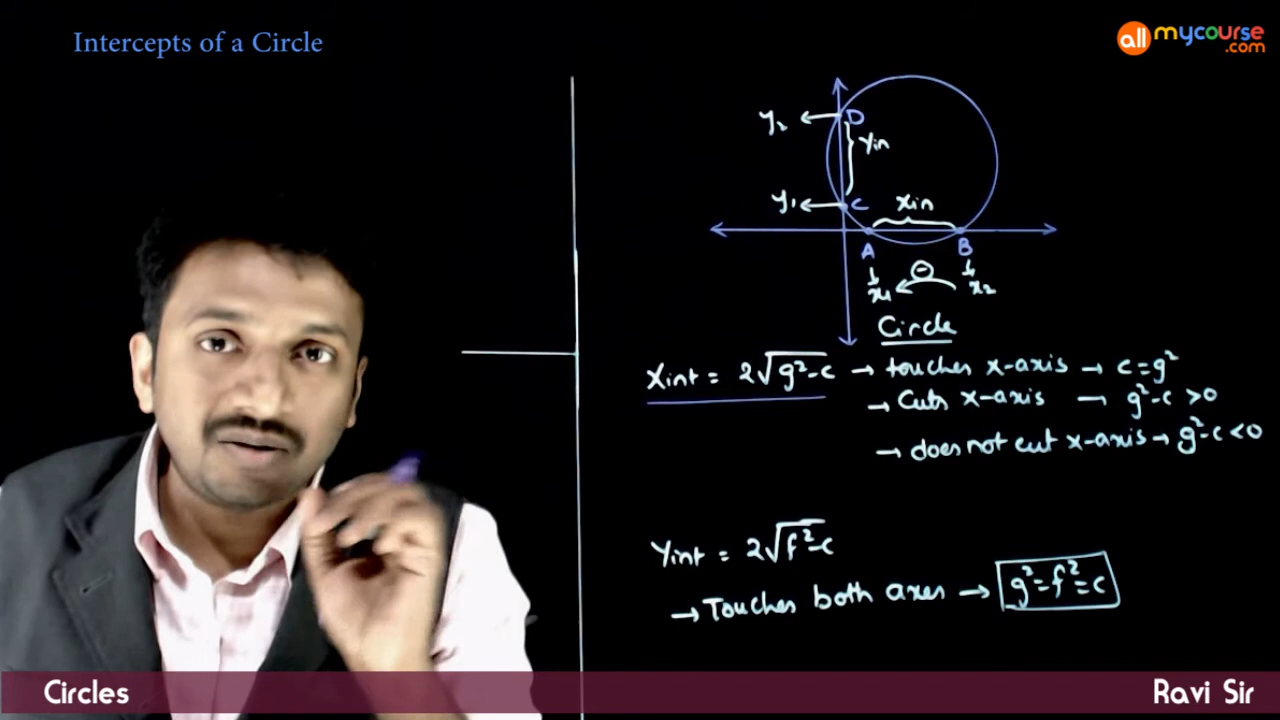 Intercepts of a Circle
all mycourse
.com
y₂ ← D
Yin
y₁ ← C
xin
A B
x₁ ⊖ x₂
Circle
Xint = 2√g²-c → touches x-axis → c=g²
→ Cuts x-axis → g²-c >0
→ does not cut x-axis → g²-c <0
Yint = 2√f²-c
→ Touches both axes → g²=f²=c
Circles
Ravi Sir